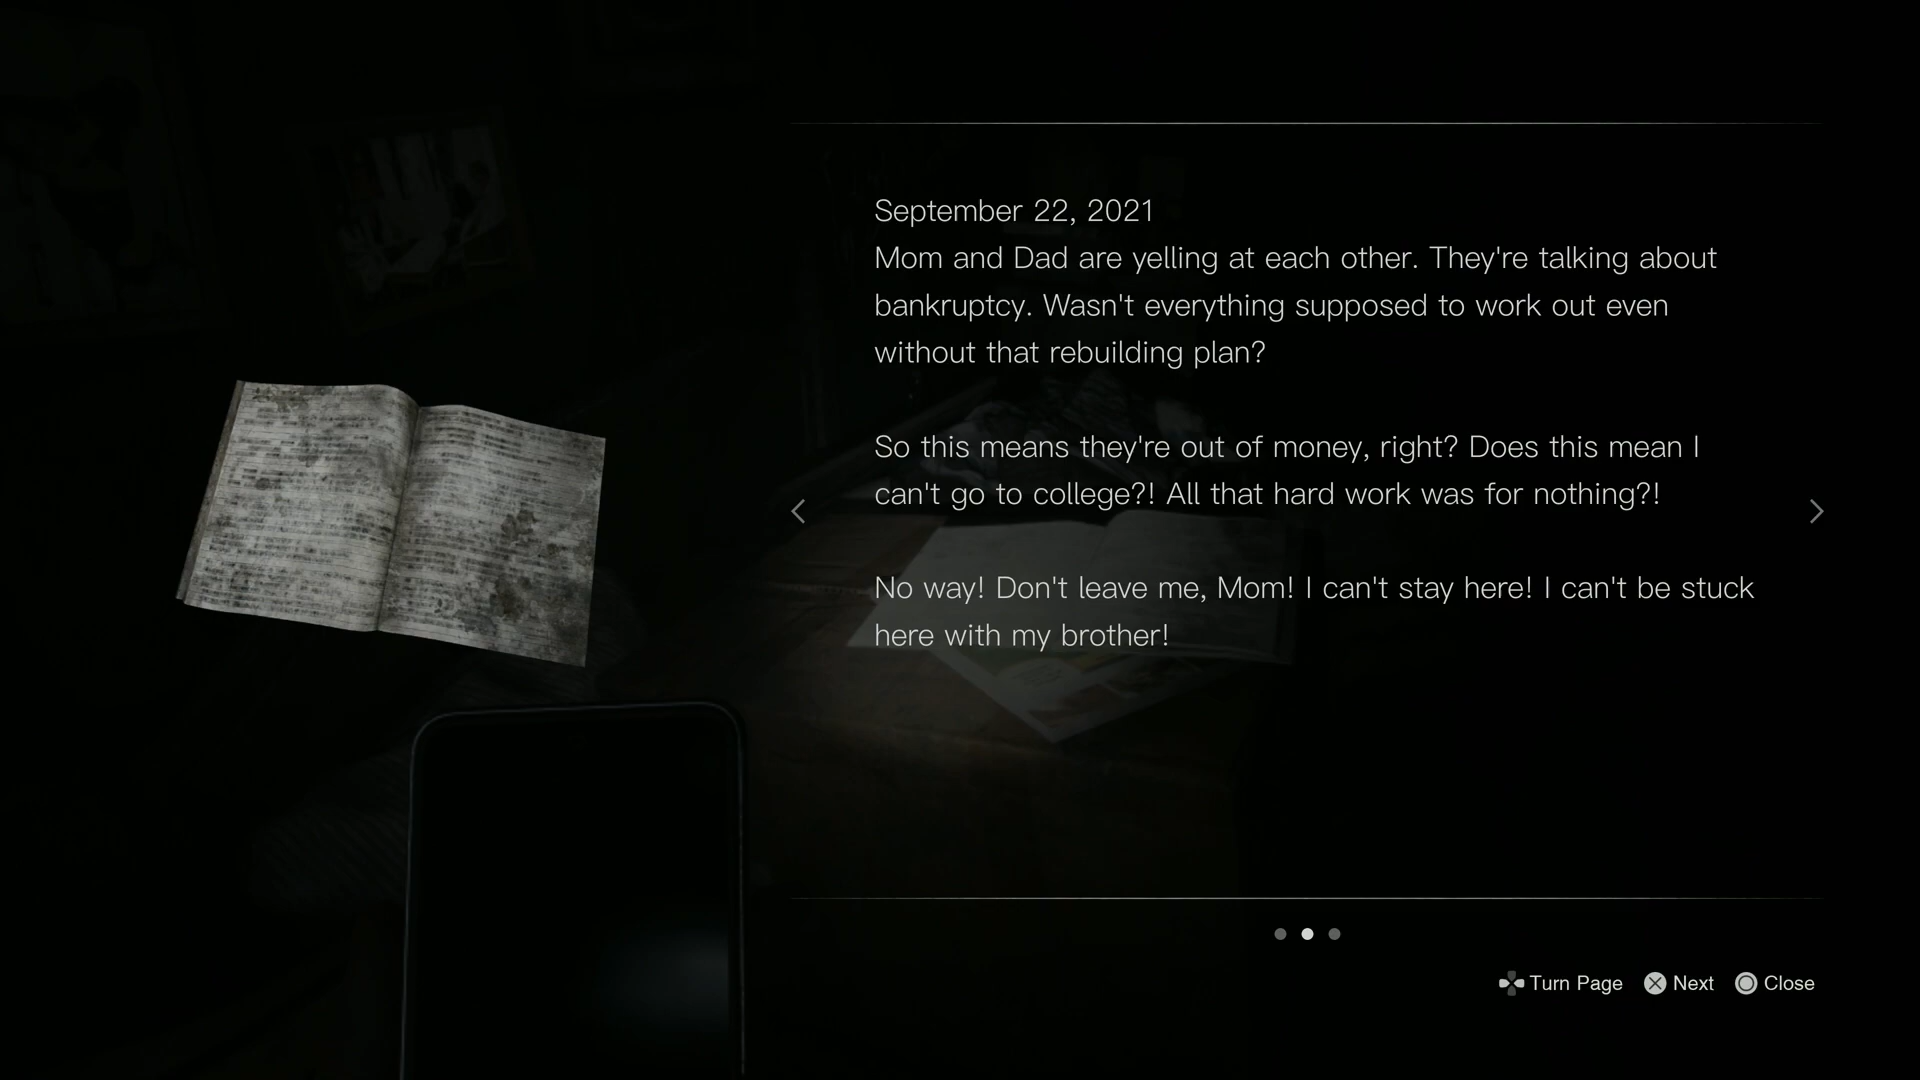 September 22, 2021
Mom and Dad are yelling at each other. They're talking about
bankruptcy. Wasn't everything supposed to work out even
without that rebuilding plan?
So this means they're out of money, right? Does this mean I
can't go to college?! All that hard work was for nothing?!
No way! Don't leave me, Mom! I can't stay here! I can't be stuck
here with my brother!
Turn Page Next Close